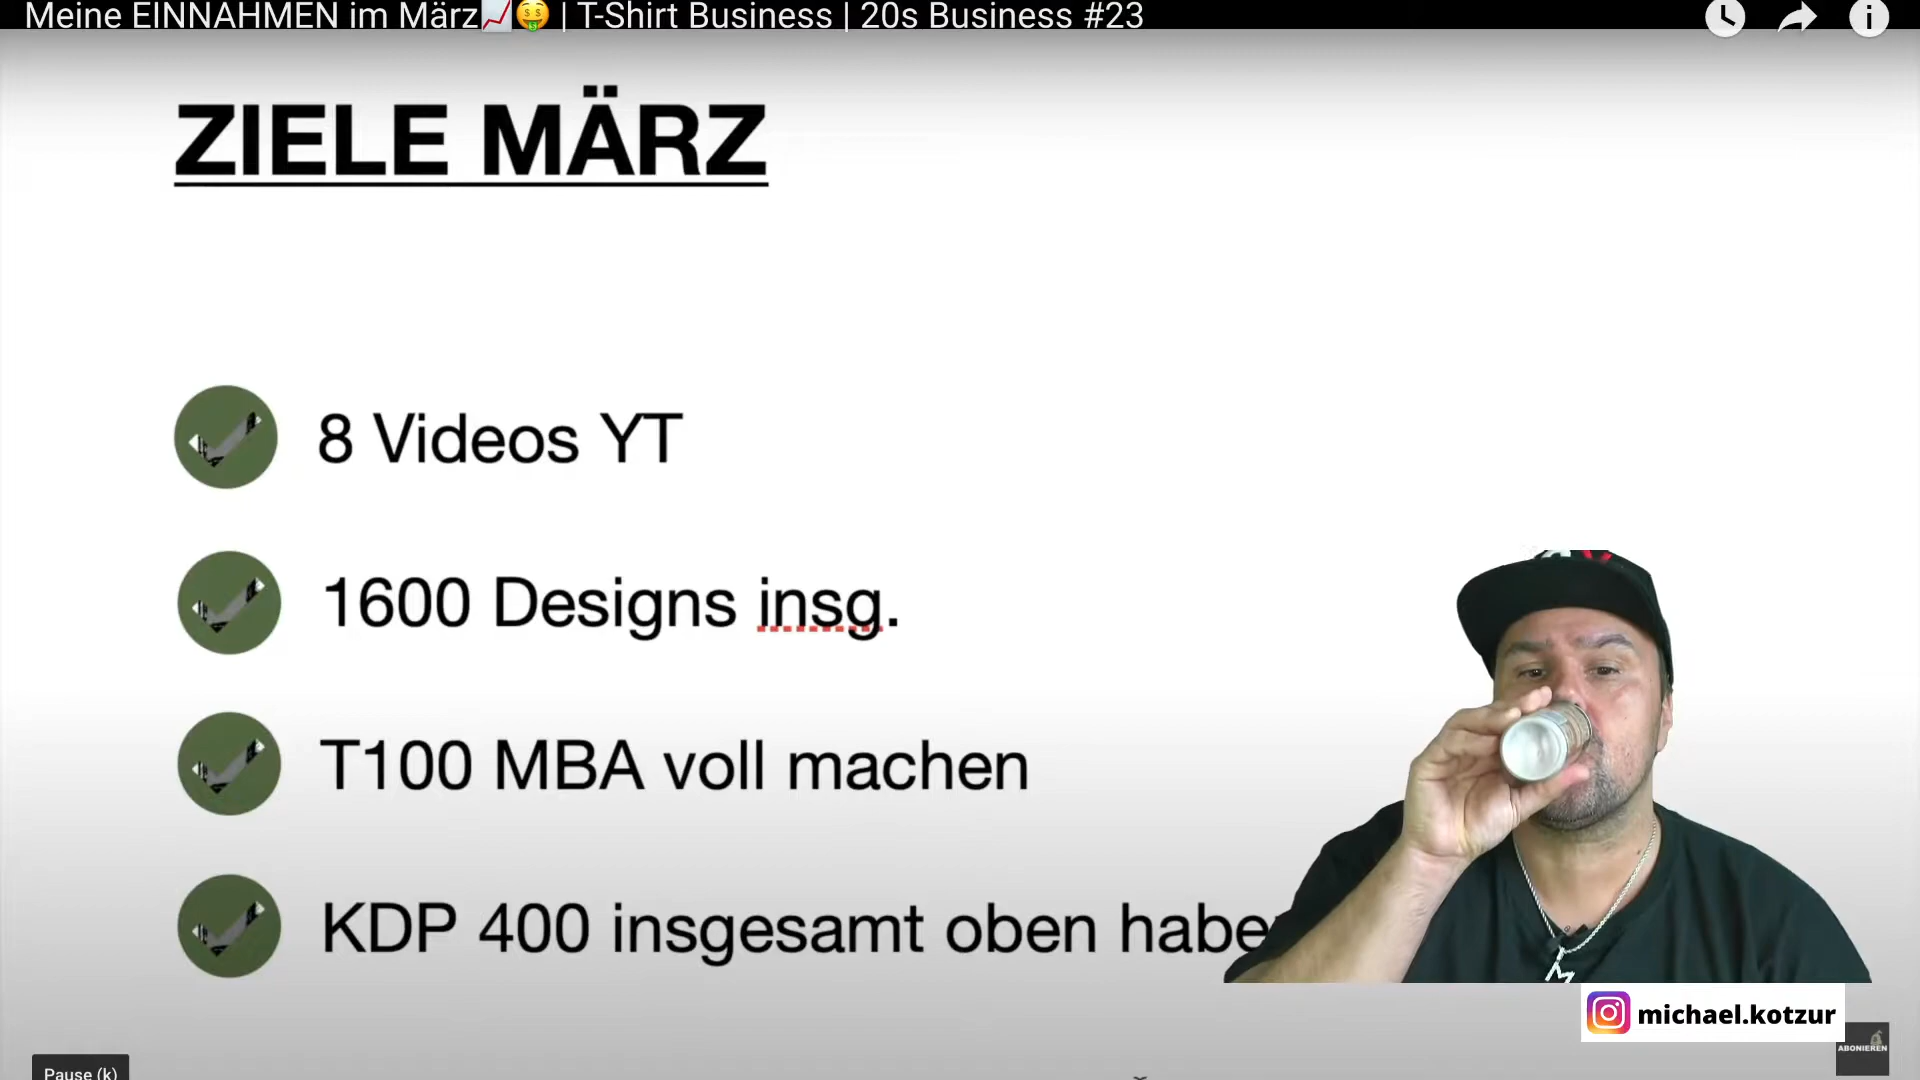 Meine EINNAHMEN im März📈🤑 | T-Shirt Business | 20s Business #23
ZIELE MÄRZ
8 Videos YT
1600 Designs insg.
T100 MBA voll machen
KDP 400 insgesamt oben habe
michael.kotzur
ABONIEREN
Pause (k)